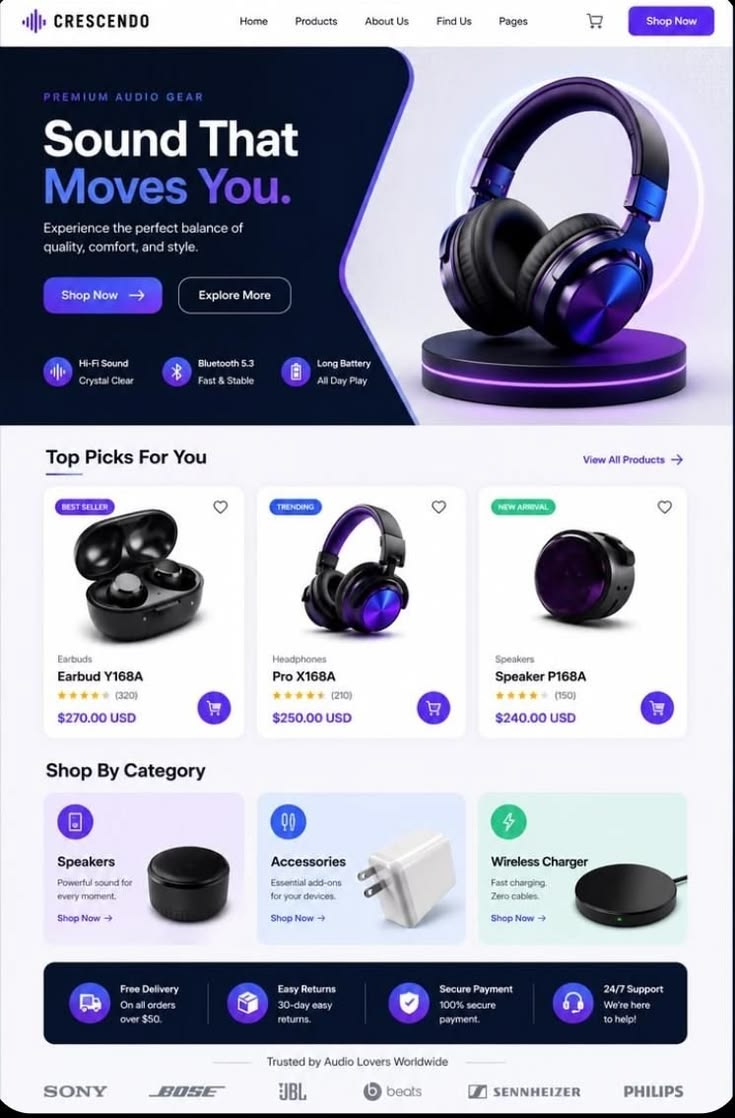 CRESCENDO
Home
Products
About Us
Find Us
Pages
Shop Now
PREMIUM AUDIO GEAR
Sound That
Moves You.
Experience the perfect balance of
quality, comfort, and style.
Shop Now
Explore More
Hi-Fi Sound
Crystal Clear
Bluetooth 5.3
Fast & Stable
Long Battery
All Day Play
Top Picks For You
View All Products
BEST SELLER
Earbuds
Earbud Y168A
(320)
$270.00 USD
TRENDING
Headphones
Pro X168A
(210)
$250.00 USD
NEW ARRIVAL
Speakers
Speaker P168A
(150)
$240.00 USD
Shop By Category
Speakers
Powerful sound for
every moment.
Shop Now
Accessories
Essential add-ons
for your devices.
Shop Now
Wireless Charger
Fast charging.
Zero cables.
Shop Now
Free Delivery
On all orders
over $50.
Easy Returns
30-day easy
returns.
Secure Payment
100% secure
payment.
24/7 Support
We're here
to help!
Trusted by Audio Lovers Worldwide
SONY
BOSE
JBL
beats
SENNHEIZER
PHILIPS